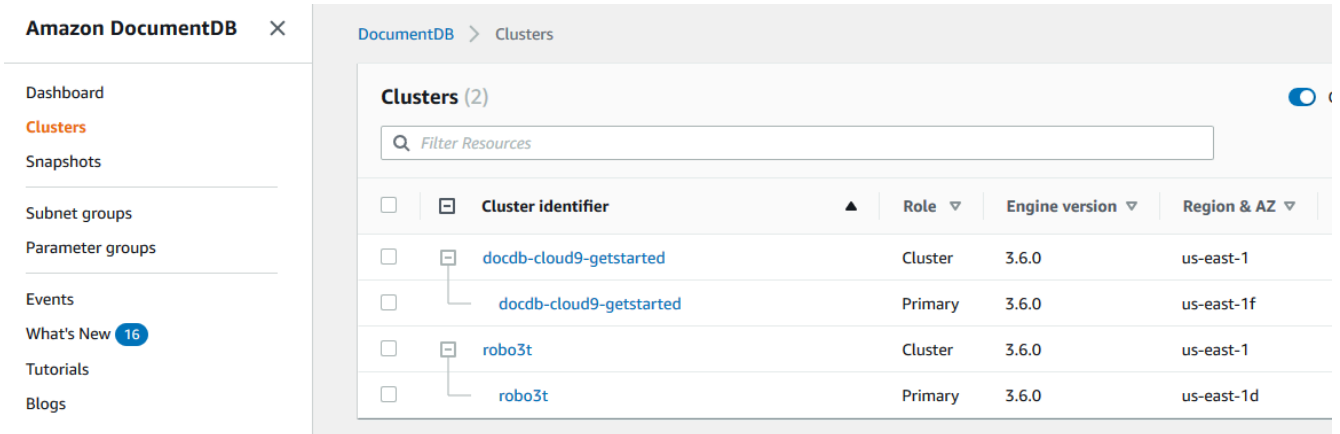 Amazon DocumentDB
Dashboard
Clusters
Snapshots
Subnet groups
Parameter groups
Events
What's New 16
Tutorials
Blogs
DocumentDB > Clusters
Clusters (2)
Filter Resources
Cluster identifier Role Engine version Region & AZ
docdb-cloud9-getstarted Cluster 3.6.0 us-east-1
docdb-cloud9-getstarted Primary 3.6.0 us-east-1f
robo3t Cluster 3.6.0 us-east-1
robo3t Primary 3.6.0 us-east-1d